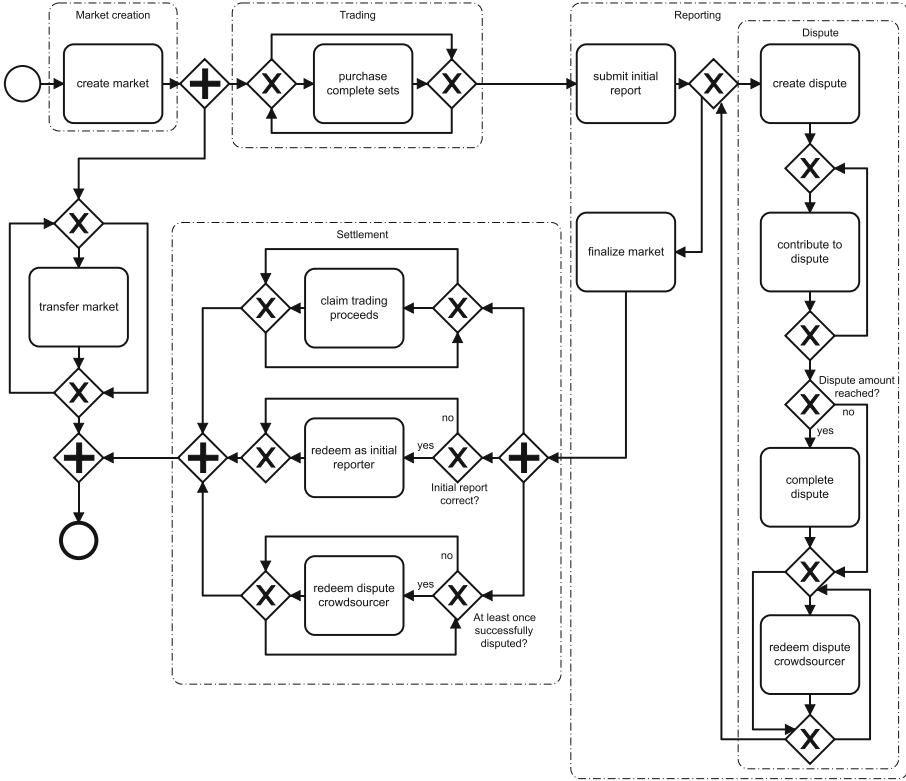 Market creation
Trading
Reporting
Dispute
create market
purchase
complete sets
submit initial
report
create dispute
Settlement
finalize market
contribute to
dispute
transfer market
claim trading
proceeds
Dispute amount
reached?
no
yes
no
redeem as initial
reporter
yes
Initial report
correct?
complete
dispute
no
redeem dispute
crowdsourcer
yes
At least once
successfully
disputed?
redeem dispute
crowdsourcer